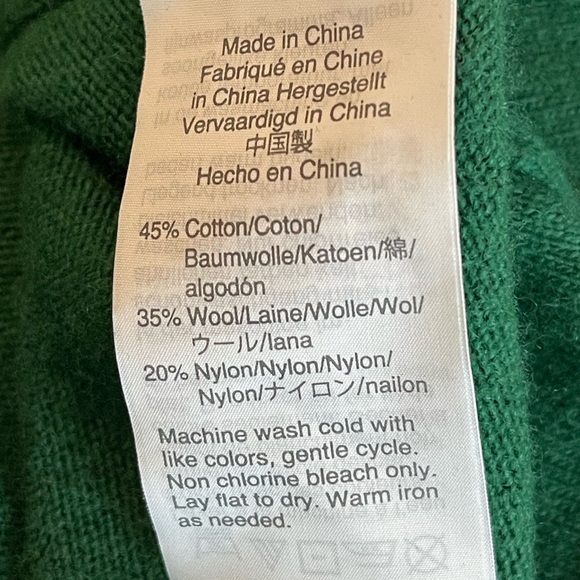 Made in China
Fabriqué en Chine
in China Hergestellt
Vervaardigd in China
中国製
Hecho en China
45% Cotton/Coton/
Baumwolle/Katoen/綿/
algodón
35% Wool/Laine/Wolle/Wol/
ウール/lana
20% Nylon/Nylon/Nylon/
Nylon/ナイロン/nailon
Machine wash cold with
like colors, gentle cycle.
Non chlorine bleach only.
Lay flat to dry. Warm iron
as needed.